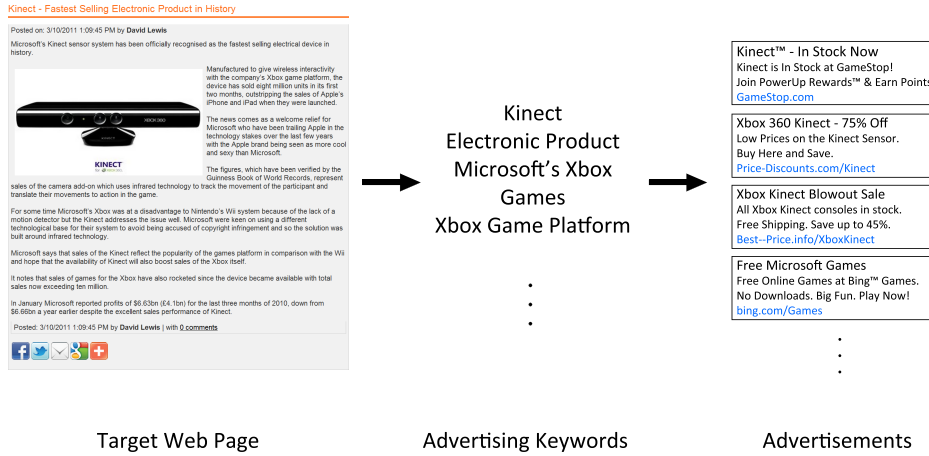 Kinect - Fastest Selling Electronic Product in History
Posted on: 3/10/2011 1:09:45 PM by David Lewis
Microsoft's Kinect sensor system has been officially recognised as the fastest selling electrical device in
history.
Manufactured to give wireless interactivity
with the company's Xbox game platform, the
device has sold eight million units in its first
two months, outstripping the sales of Apple's
iPhone and iPad when they were launched.
The news comes as a welcome relief for
Microsoft who have been trailing Apple in the
technology stakes over the last few years
with the Apple brand being seen as more cool
and sexy than Microsoft.
XBOX 360
KINECT
The figures, which have been verified by the
Guinness Book of World Records, represent
sales of the camera add-on which uses infrared technology to track the movement of the participant and
translate their movements to action in the game.
For some time Microsoft's Xbox was at a disadvantage to Nintendo's Wii system because of the lack of a
motion detector but the Kinect addresses the issue well. Microsoft were keen on using a different
technological base for their system to avoid being accused of copyright infringement and so the solution was
built around infrared technology.
Microsoft says that sales of the Kinect reflect the popularity of the games platform in comparison with the Wii
and hope that the availability of Kinect will also boost sales of the Xbox itself.
It notes that sales of games for the Xbox have also rocketed since the device became available with total
sales now exceeding ten million.
In January Microsoft reported profits of $6.63bn (£4.1bn) for the last three months of 2010, down from
$6.66bn a year earlier despite the excellent sales performance of Kinect.
Posted: 3/10/2011 1:09:45 PM by David Lewis | with 0 comments
Target Web Page
Kinect
Electronic Product
Microsoft's Xbox
Games
Xbox Game Platform
Advertising Keywords
Kinect™ - In Stock Now
Kinect is In Stock at GameStop!
Join PowerUp Rewards™ & Earn Points
GameStop.com
Xbox 360 Kinect - 75% Off
Low Prices on the Kinect Sensor.
Buy Here and Save.
Price-Discounts.com/Kinect
Xbox Kinect Blowout Sale
All Xbox Kinect consoles in stock.
Free Shipping. Save up to 45%.
Best--Price.info/XboxKinect
Free Microsoft Games
Free Online Games at Bing™ Games.
No Downloads. Big Fun. Play Now!
bing.com/Games
Advertisements